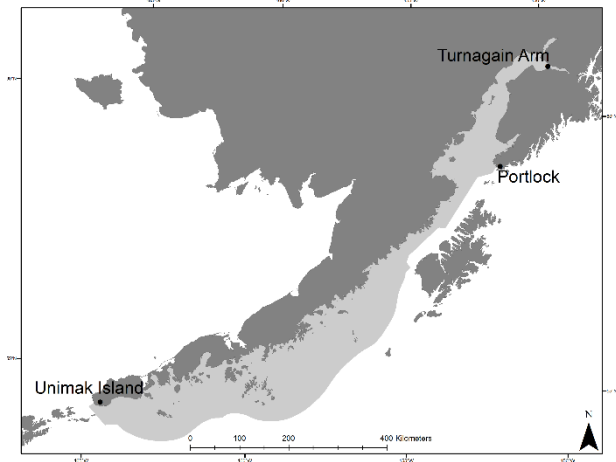 Turnagain Arm
Portlock
Unimak Island
N
0 100 200 400 Kilometers